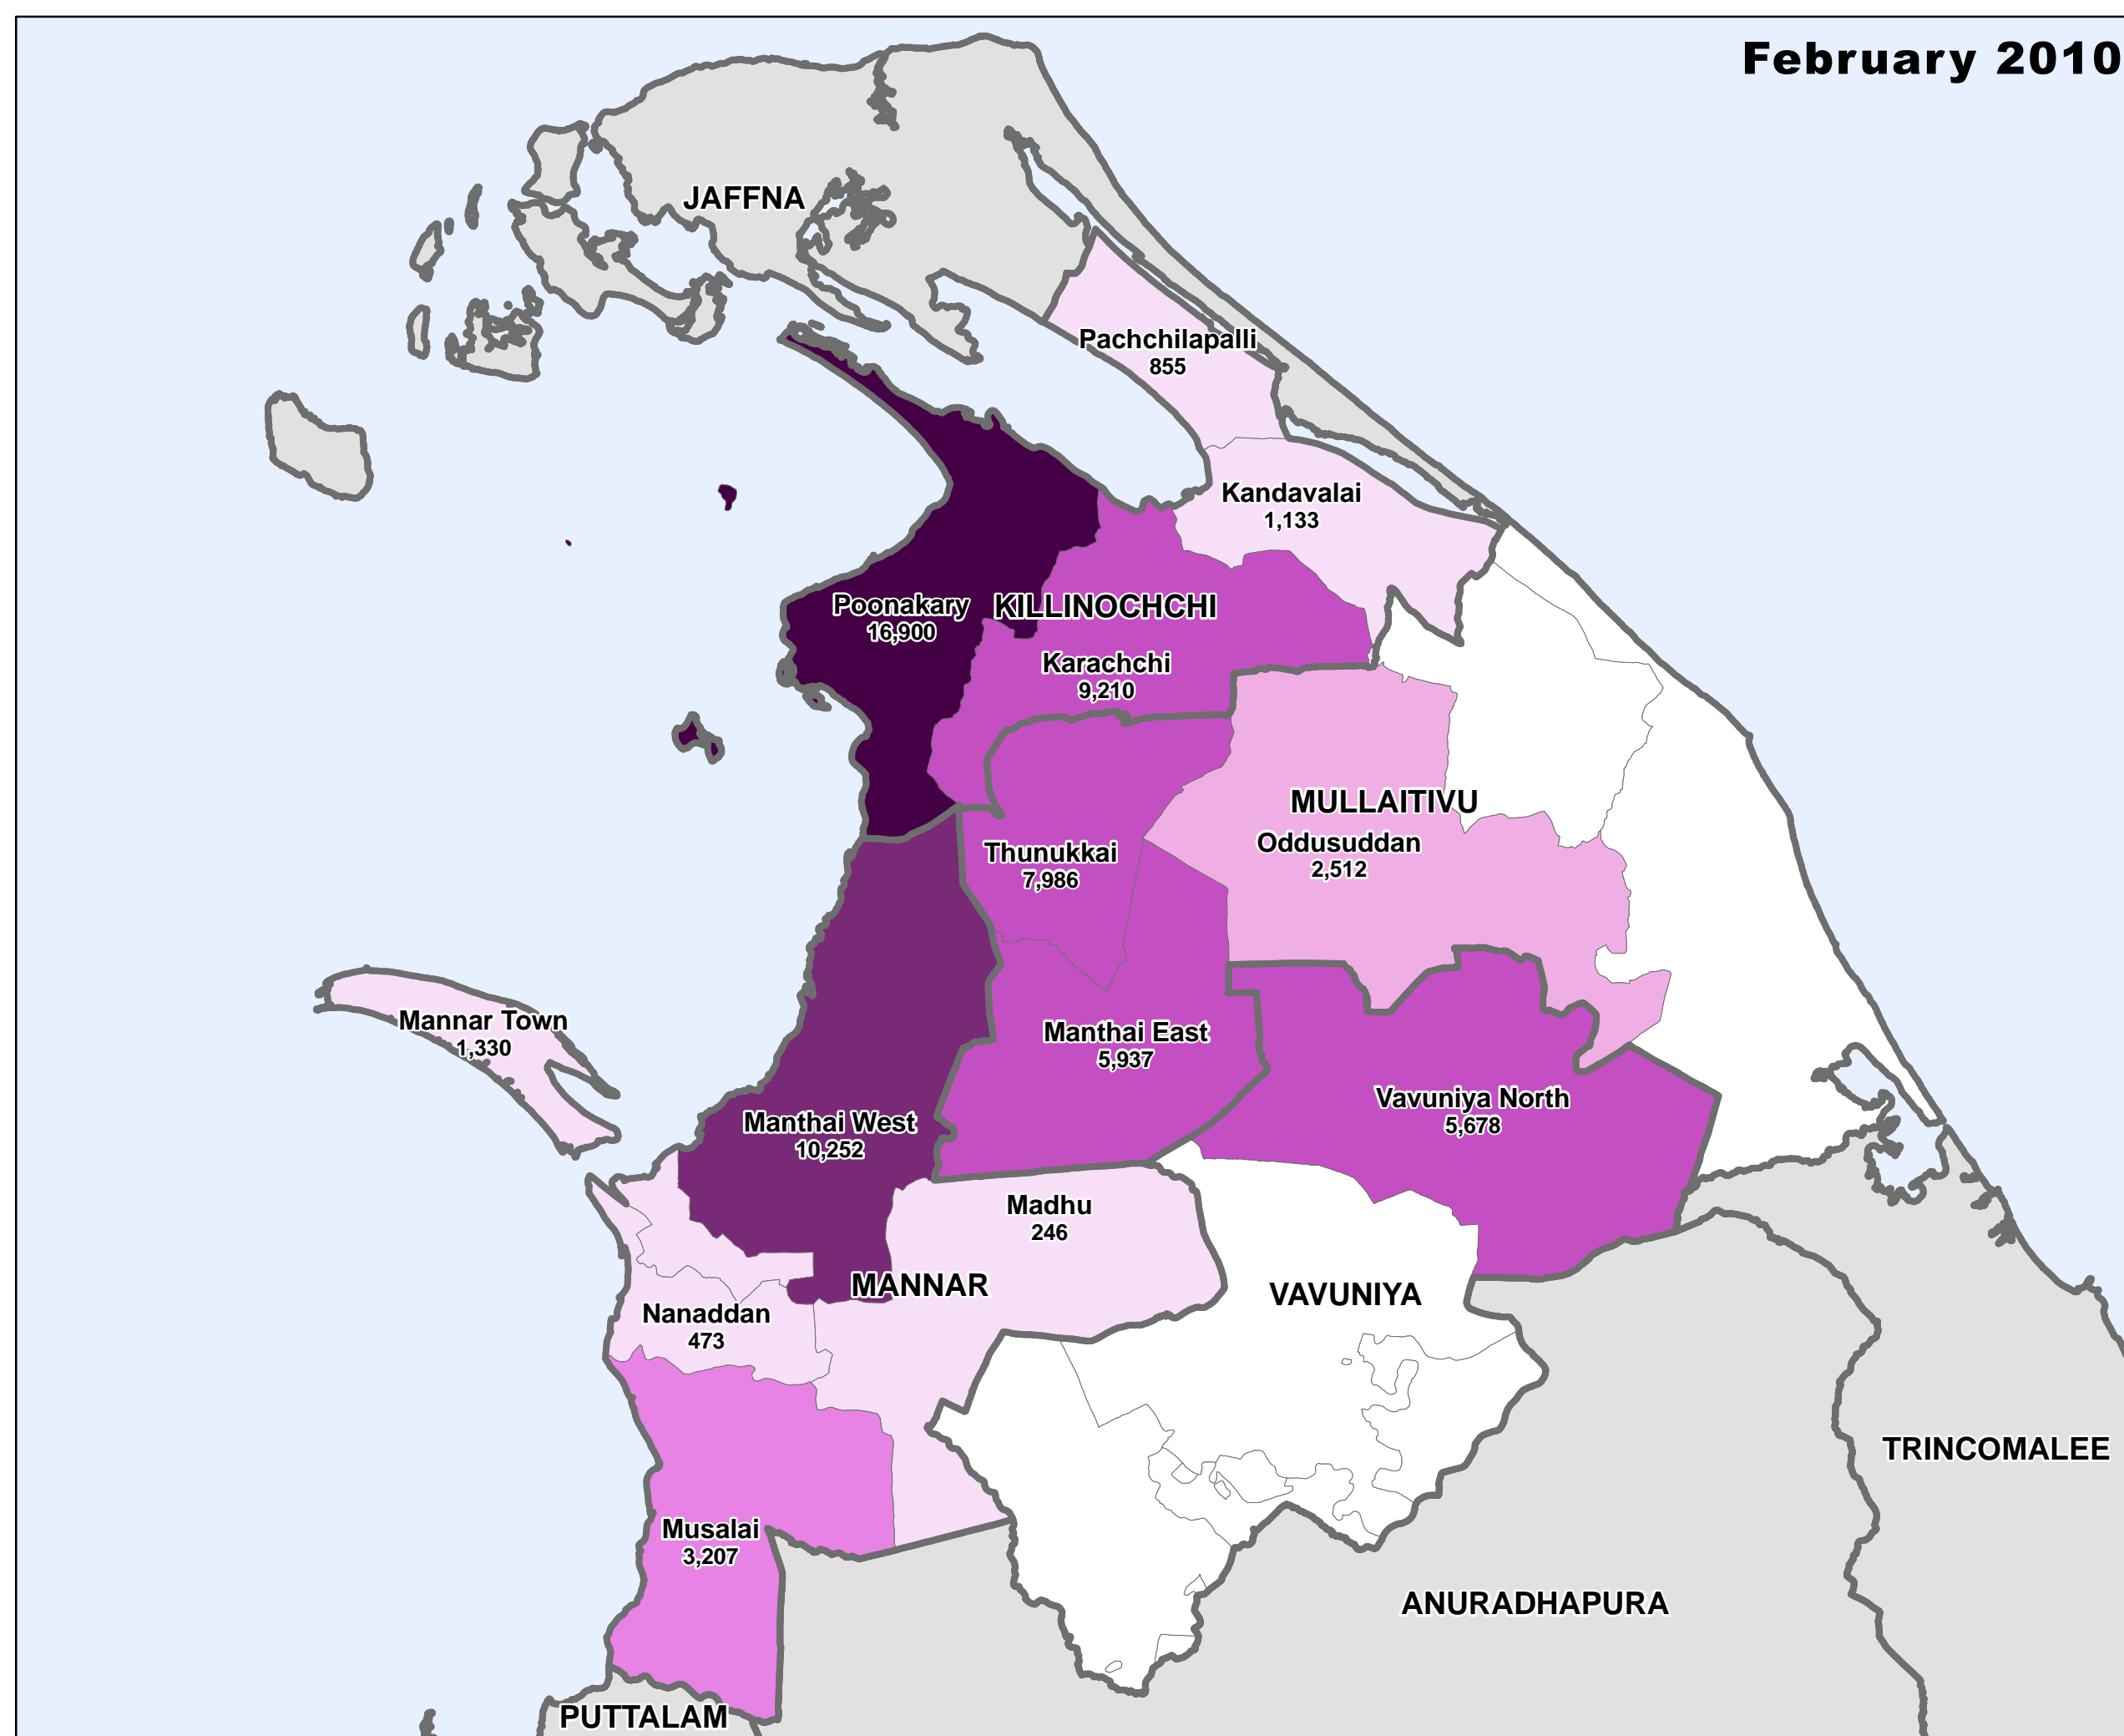 February 2010
JAFFNA
Pachchilapalli
855
Kandavalai
1,133
Poonakary
16,900
KILLINOCHCHI
Karachchi
9,210
MULLAITIVU
Oddusuddan
2,512
Thunukkai
7,986
Mannar Town
1,330
Manthai East
5,937
Vavuniya North
5,678
Manthai West
10,252
Madhu
246
MANNAR
VAVUNIYA
Nanaddan
473
TRINCOMALEE
Musalai
3,207
ANURADHAPURA
PUTTALAM